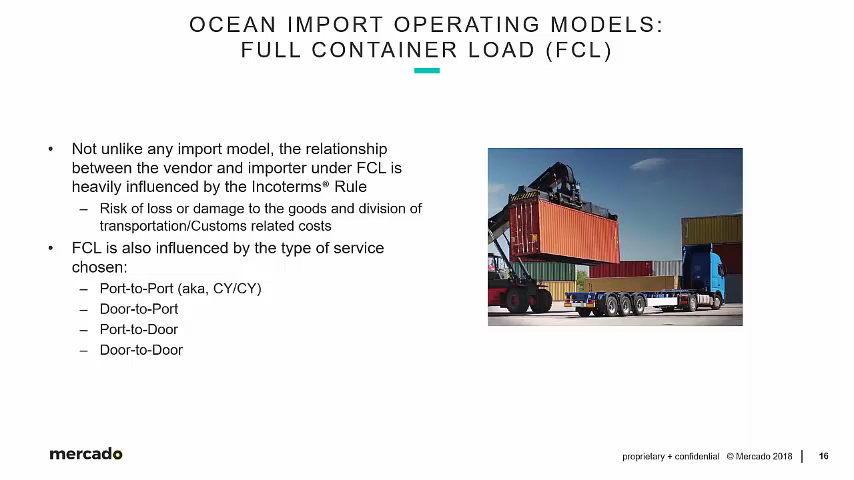 OCEAN IMPORT OPERATING MODELS:
FULL CONTAINER LOAD (FCL)
• Not unlike any import model, the relationship
between the vendor and importer under FCL is
heavily influenced by the Incoterms® Rule
– Risk of loss or damage to the goods and division of
transportation/Customs related costs
• FCL is also influenced by the type of service
chosen:
– Port-to-Port (aka, CY/CY)
– Door-to-Port
– Port-to-Door
– Door-to-Door
mercado
proprietary + confidential © Mercado 2018 | 16